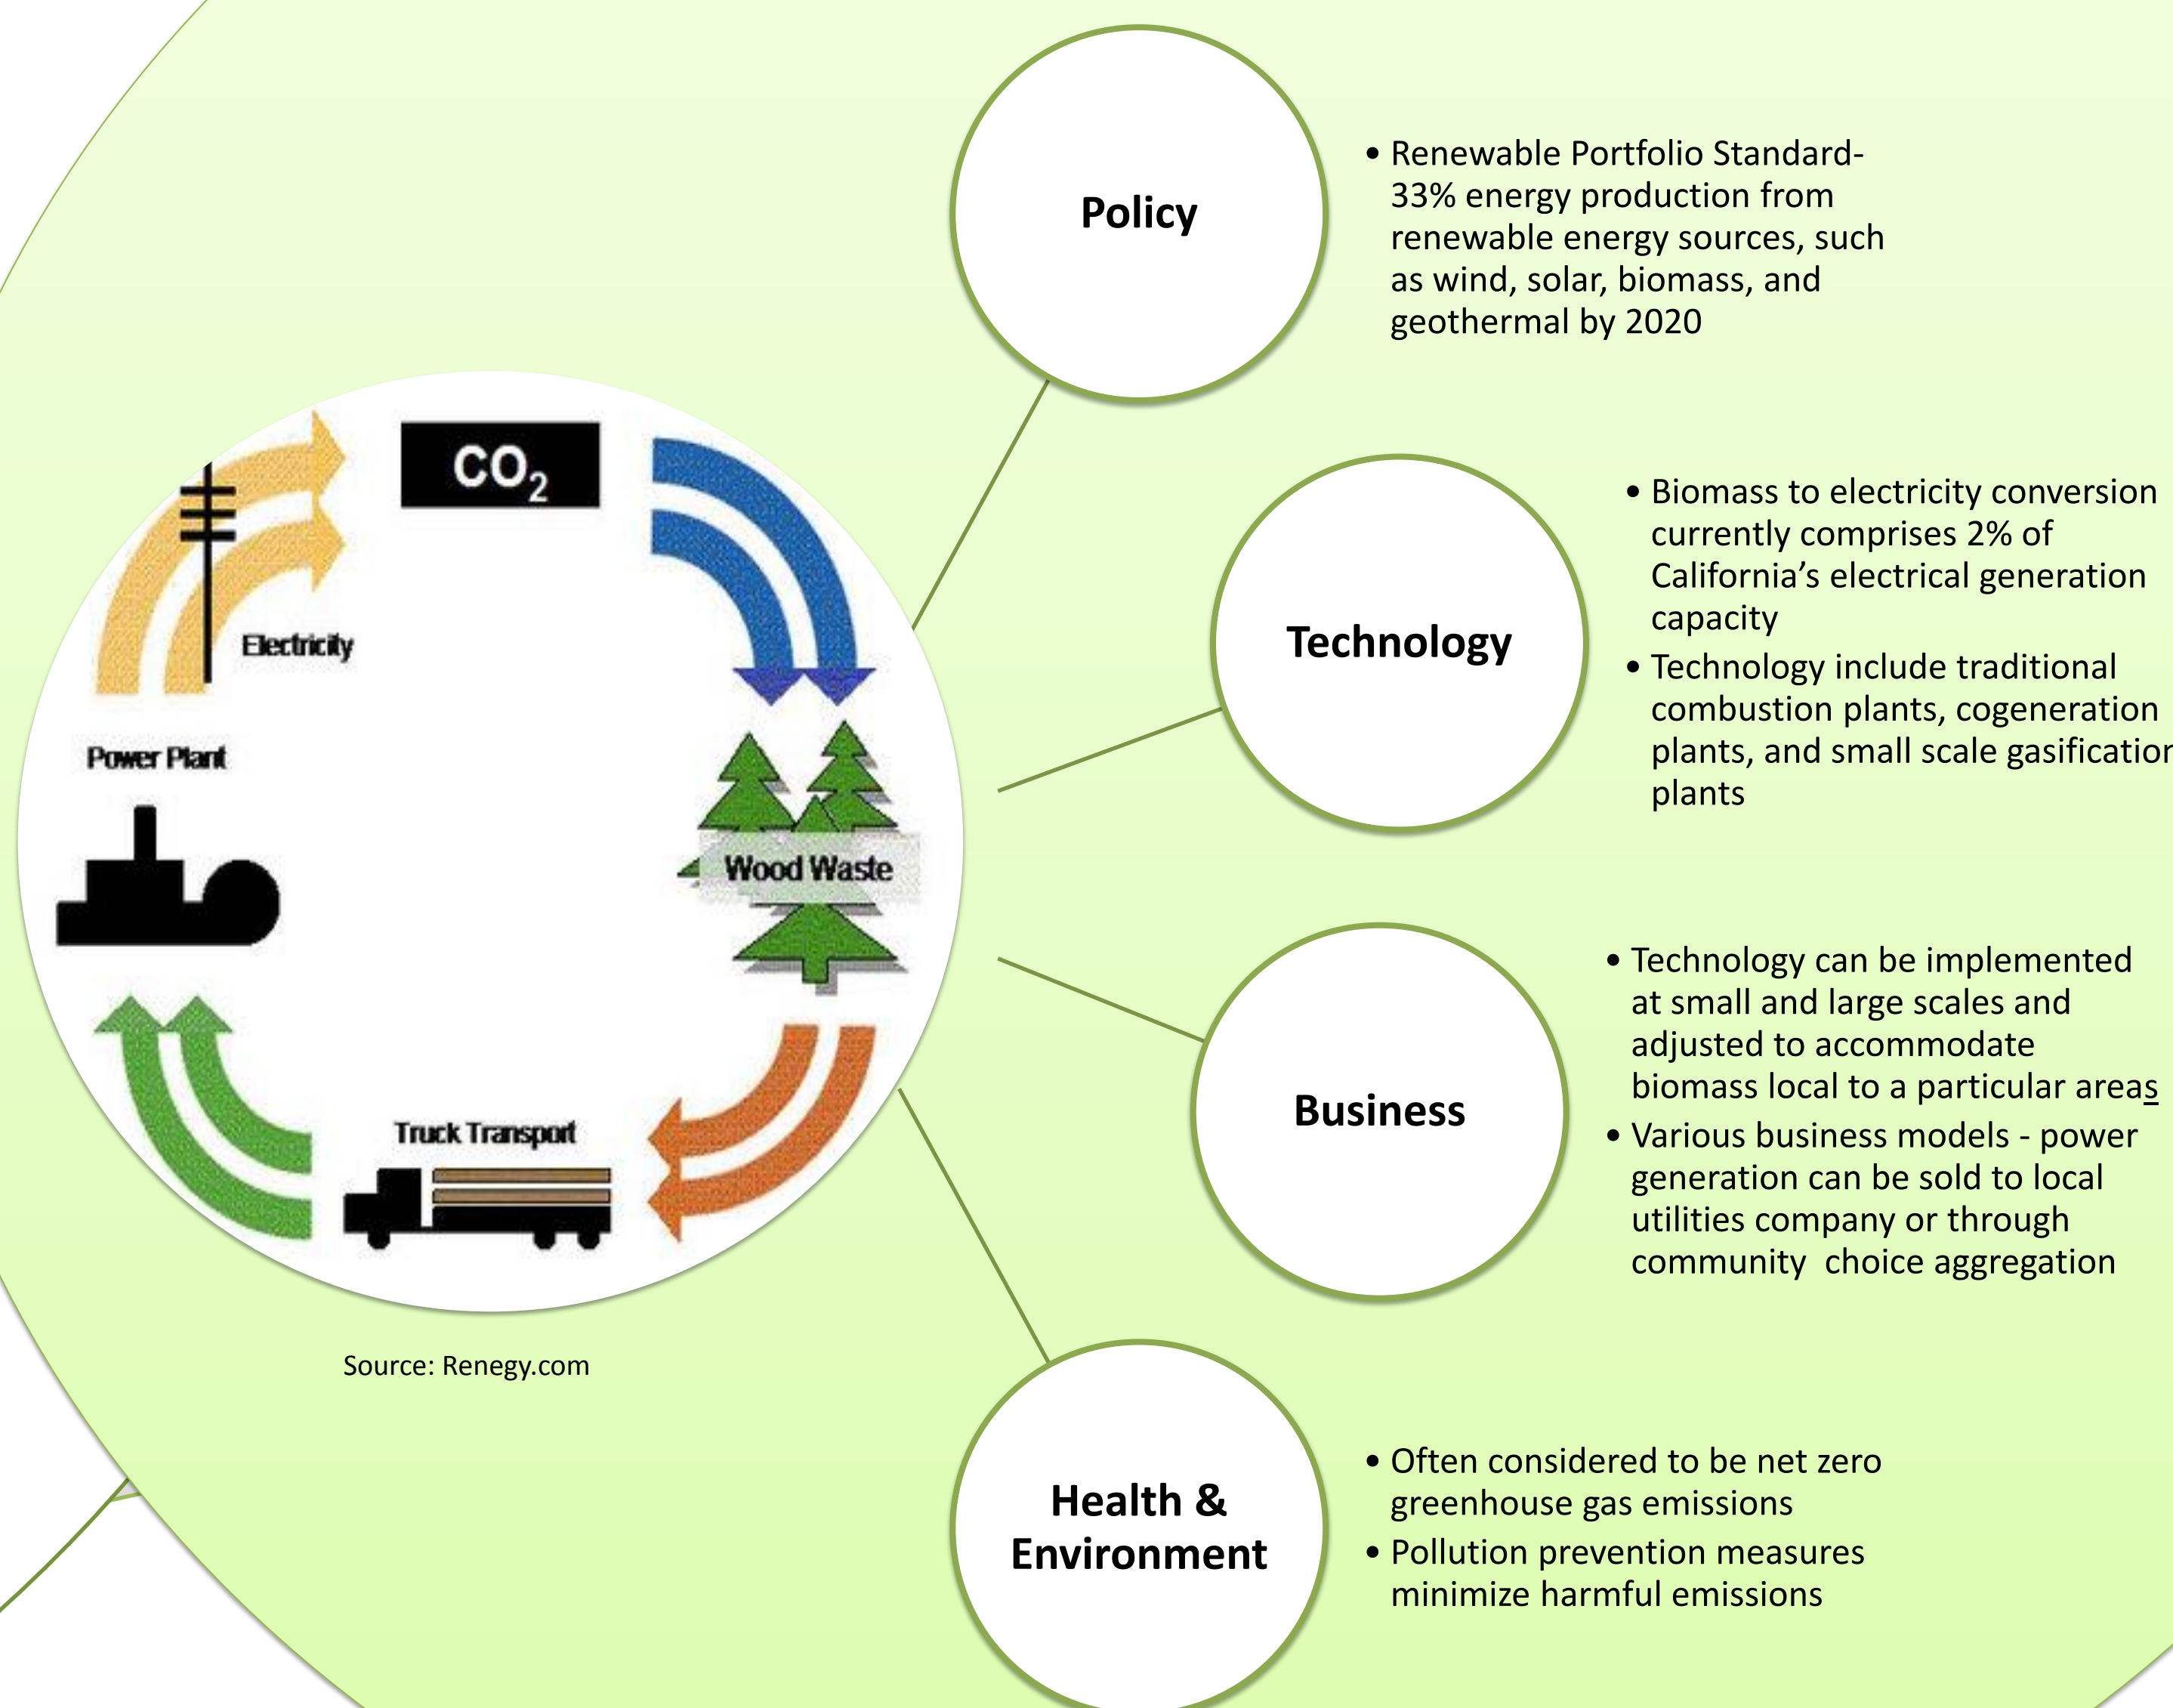 Policy
• Renewable Portfolio Standard-
33% energy production from
renewable energy sources, such
as wind, solar, biomass, and
geothermal by 2020
CO₂
Electricity
Power Plant
Wood Waste
Truck Transport
Source: Renegy.com
Technology
• Biomass to electricity conversion
currently comprises 2% of
California’s electrical generation
capacity
• Technology include traditional
combustion plants, cogeneration
plants, and small scale gasification
plants
Business
• Technology can be implemented
at small and large scales and
adjusted to accommodate
biomass local to a particular areas
• Various business models - power
generation can be sold to local
utilities company or through
community  choice aggregation
Health &
Environment
• Often considered to be net zero
greenhouse gas emissions
• Pollution prevention measures
minimize harmful emissions